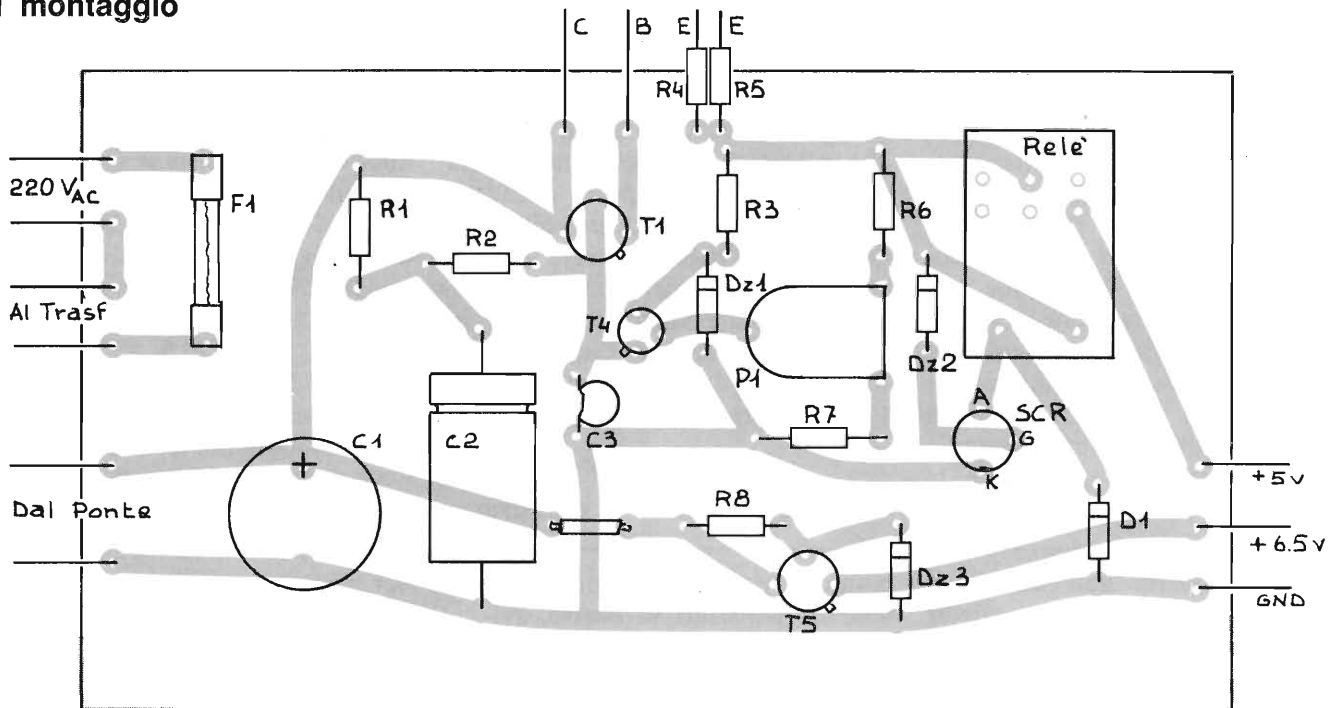 montaggio
C B E E
R4 R5
Relè
220 VAC
F1
R1
T1
R3
R6
R2
Dz1
Al Trasf
T4
Dz2
P1
A
SCR
R7
G
C1
C2
C3
K
+5v
Dal Ponte
R8
D1
+6.5v
Dz3
GND
T5